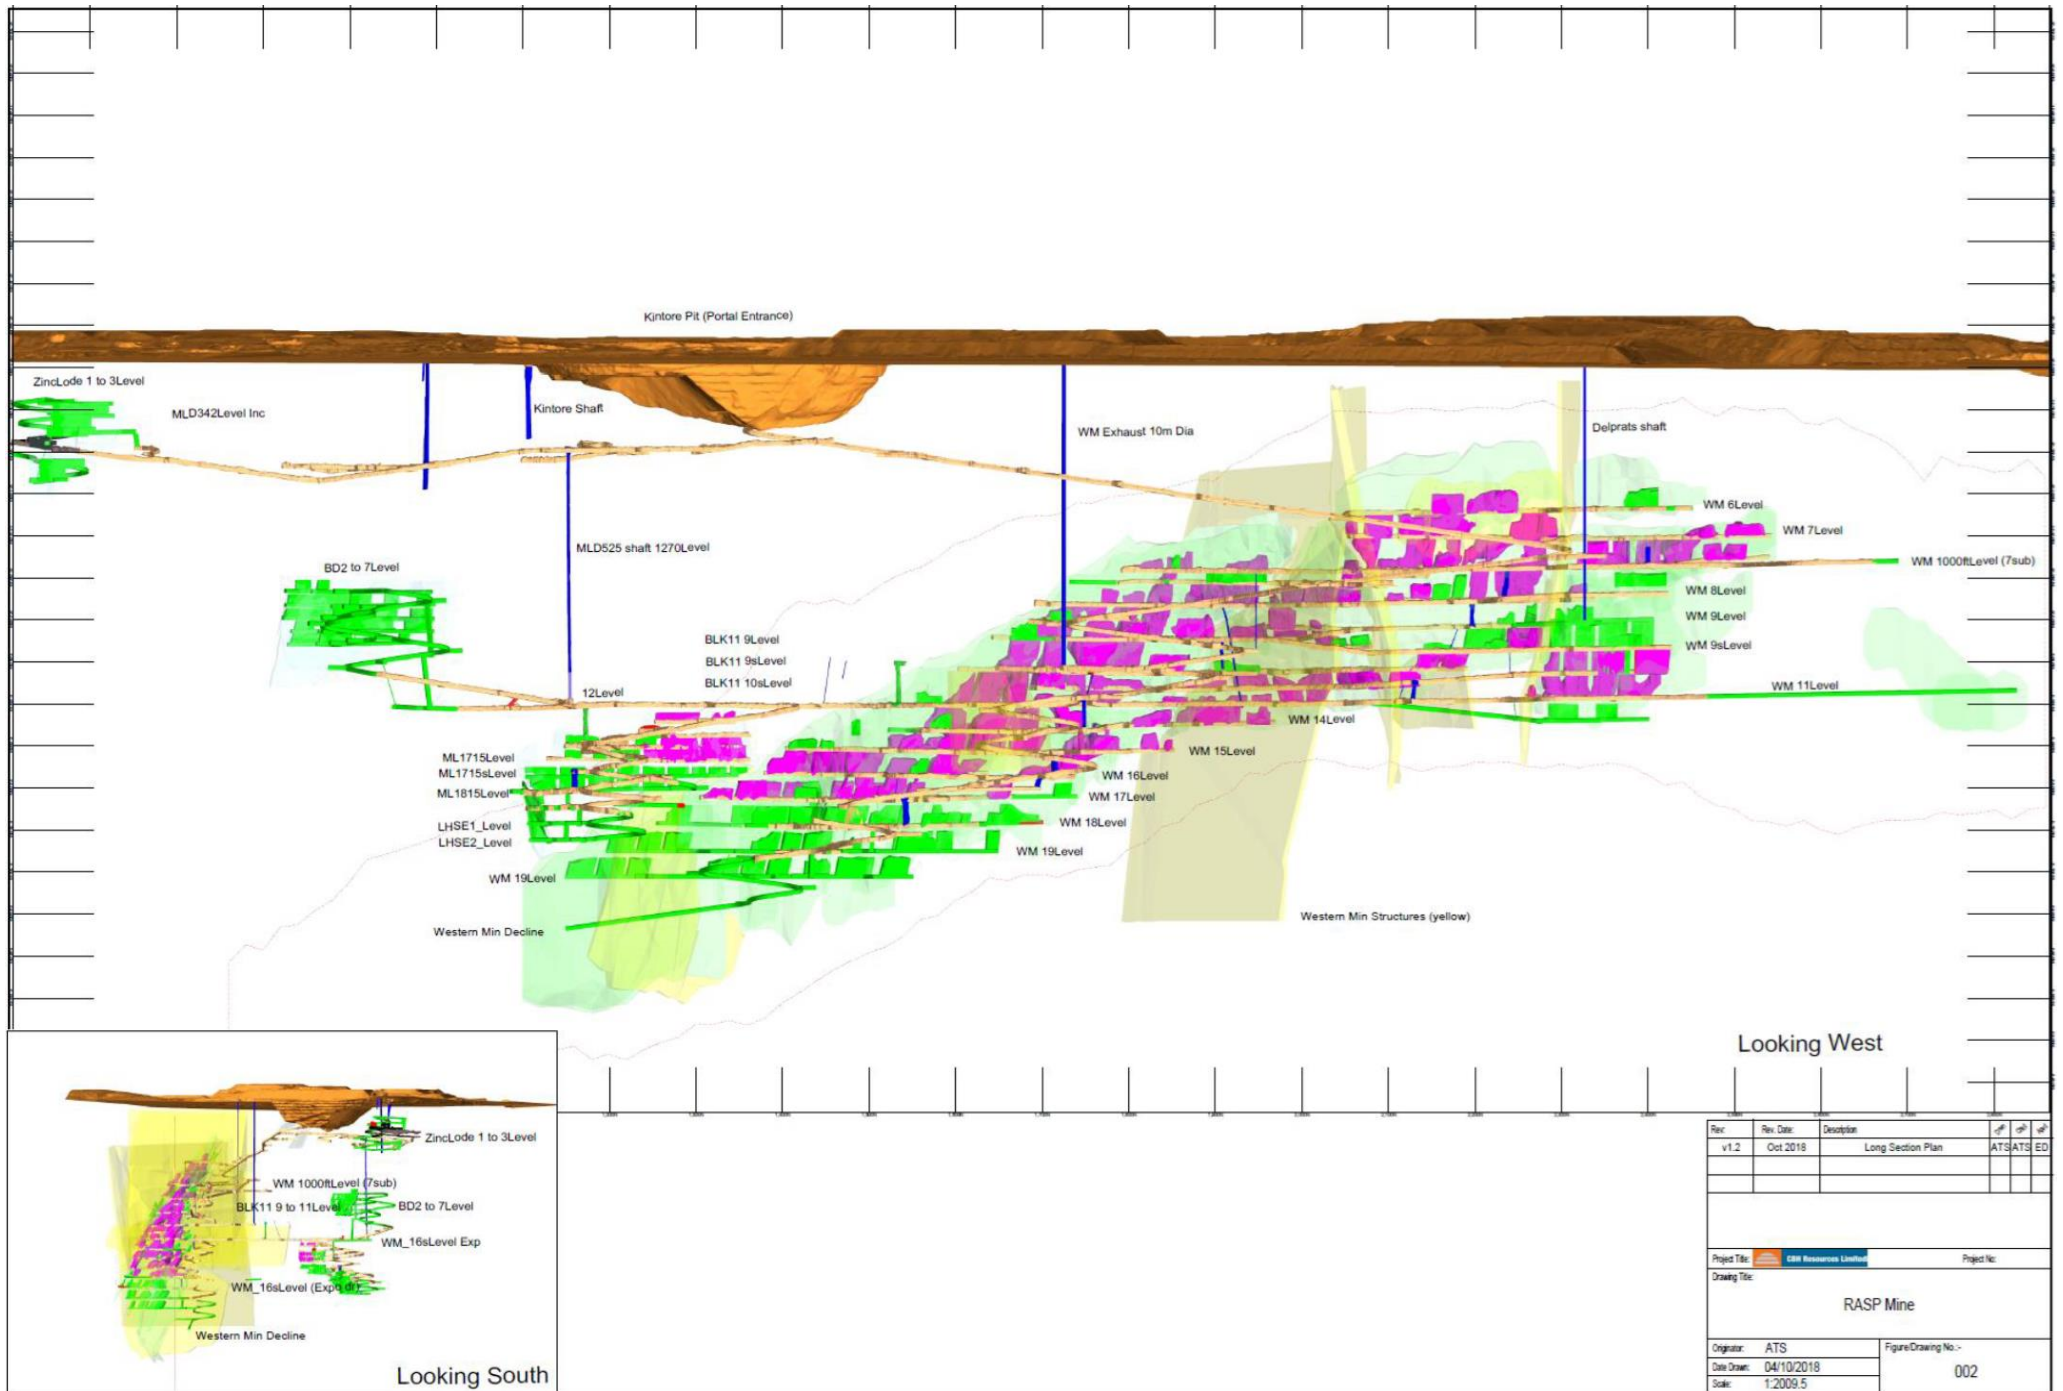 Kintore Pit (Portal Entrance)
ZincLode 1 to 3Level
MLD342Level Inc
Kintore Shaft
WM Exhaust 10m Dia
Delprats shaft
WM 6Level
WM 7Level
MLD525 shaft 1270Level
WM 1000ftLevel (7sub)
BD2 to 7Level
WM 8Level
WM 9Level
BLK11 9Level
WM 9sLevel
BLK11 9sLevel
BLK11 10sLevel
WM 11Level
12Level
WM 14Level
WM 15Level
ML1715Level
ML1715sLevel
WM 16Level
ML1815Level
WM 17Level
LHSE1_Level
WM 18Level
LHSE2_Level
WM 19Level
WM 19Level
Western Min Structures (yellow)
Western Min Decline
Looking West
ZincLode 1 to 3Level
WM 1000ftLevel (7sub)
BLK11 9 to 11Level
BD2 to 7Level
WM_16sLevel Exp
WM_16sLevel (Expo dr)
Western Min Decline
Looking South
Rev: Rev. Date: Description
v1.2 Oct 2018 Long Section Plan ATS ATS ED
Project Title: CBH Resources Limited Project No:
Drawing Title:
RASP Mine
Originator: ATS Figure/Drawing No.:-
Date Drawn: 04/10/2018 002
Scale: 1:2009.5